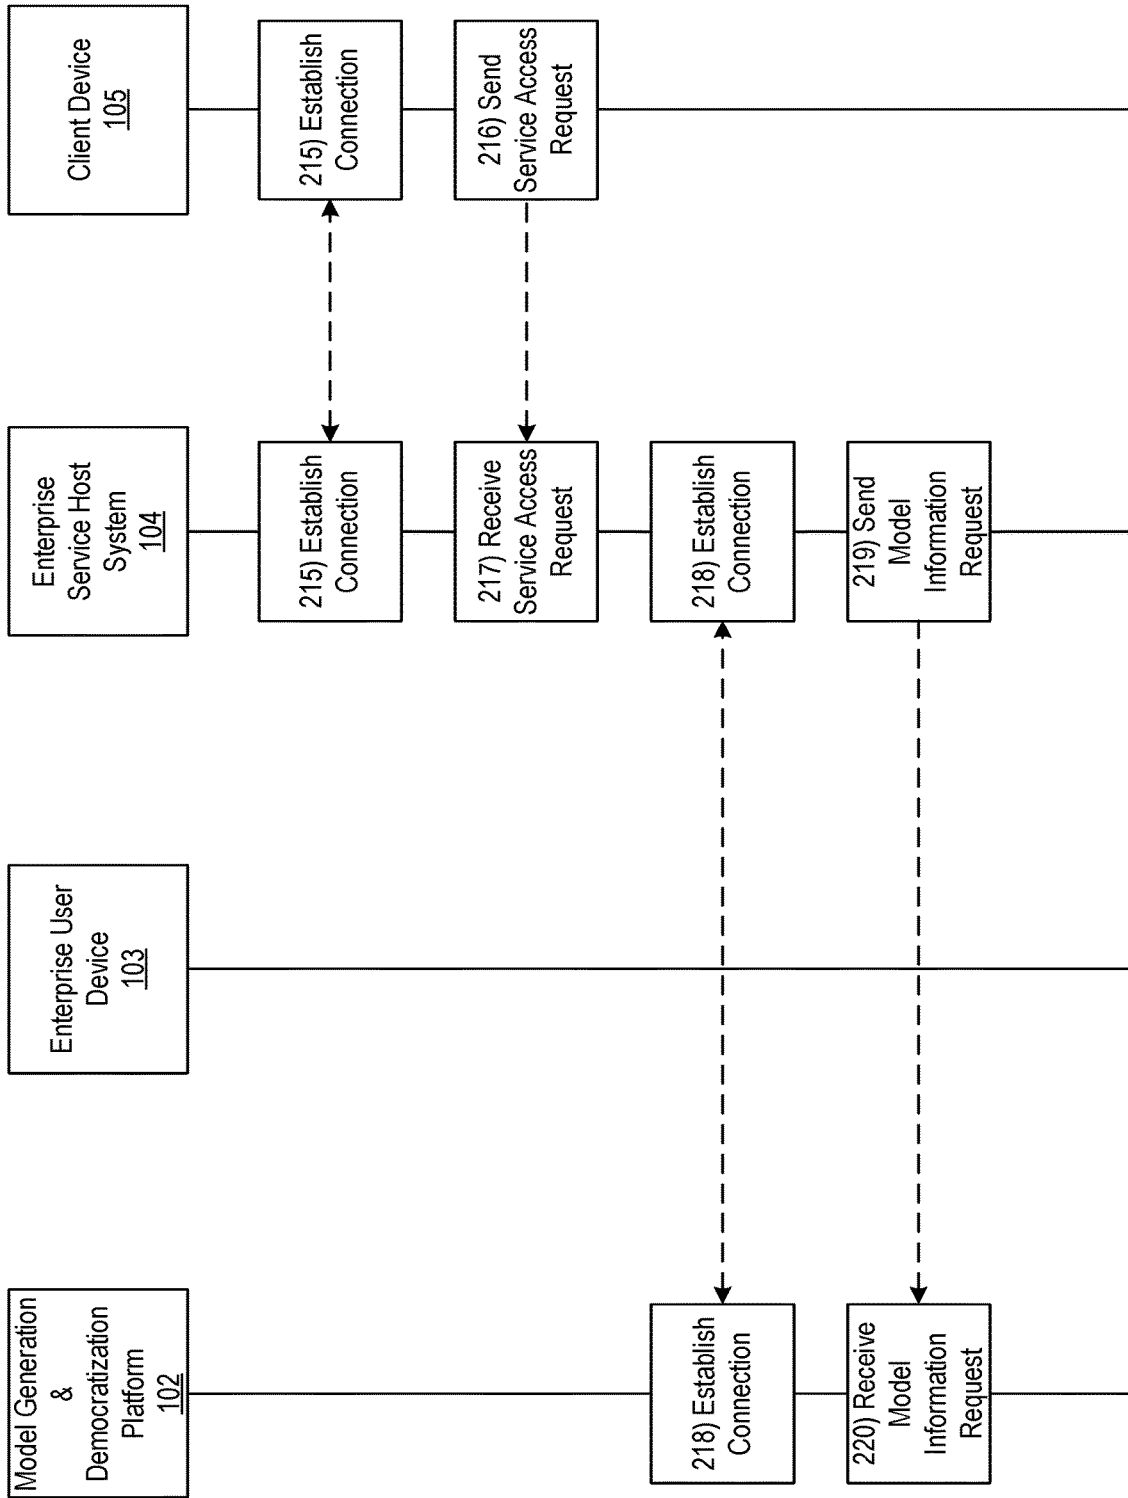 Model Generation
&
Democratization
Platform
102
Enterprise User
Device
103
Enterprise
Service Host
System
104
Client Device
105
215) Establish
Connection
215) Establish
Connection
217) Receive
Service Access
Request
216) Send
Service Access
Request
218) Establish
Connection
218) Establish
Connection
220) Receive
Model
Information
Request
219) Send
Model
Information
Request